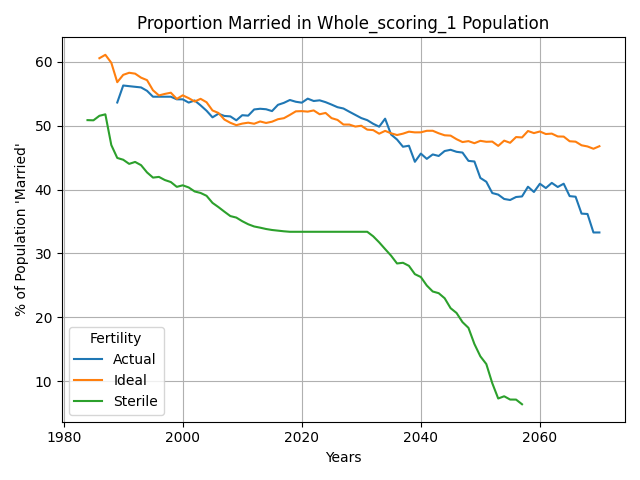 Proportion Married in Whole_scoring_1 Population
% of Population 'Married'
60
50
40
30
20
10
Fertility
Actual
Ideal
Sterile
1980 2000 2020 2040 2060
Years